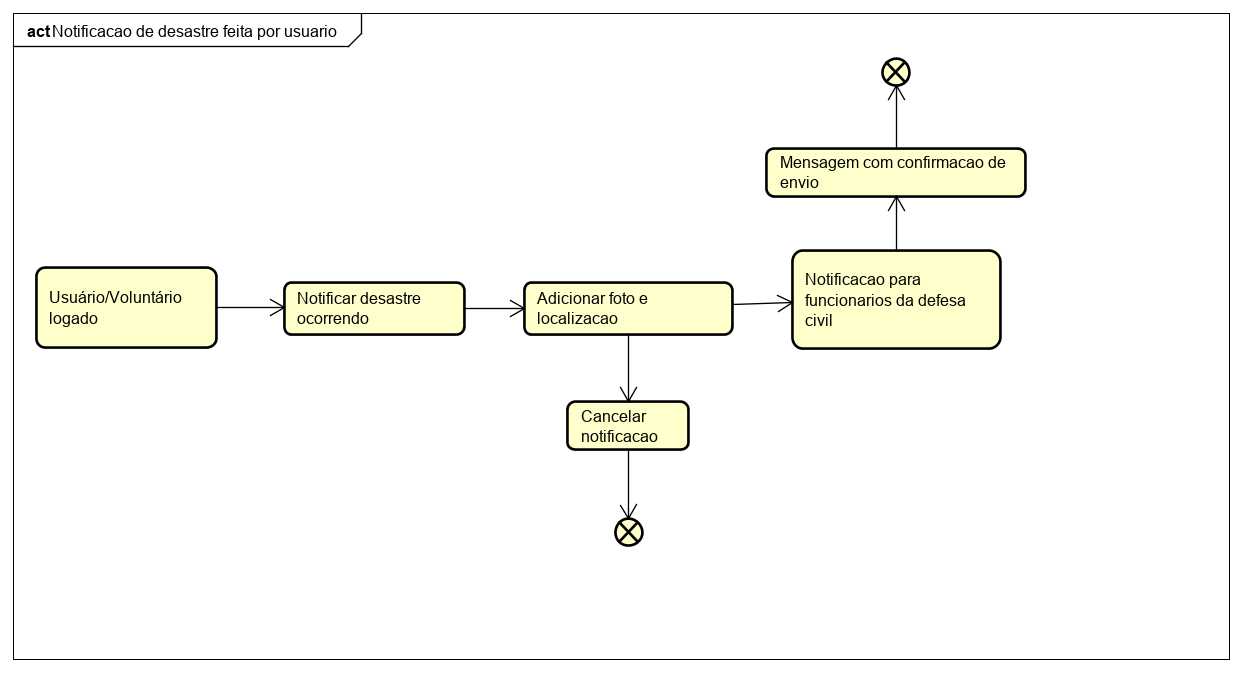 act Notificacao de desastre feita por usuario
Mensagem com confirmacao de
envio
Usuário/Voluntário
logado
Notificar desastre
ocorrendo
Adicionar foto e
localizacao
Notificacao para
funcionarios da defesa
civil
Cancelar
notificacao